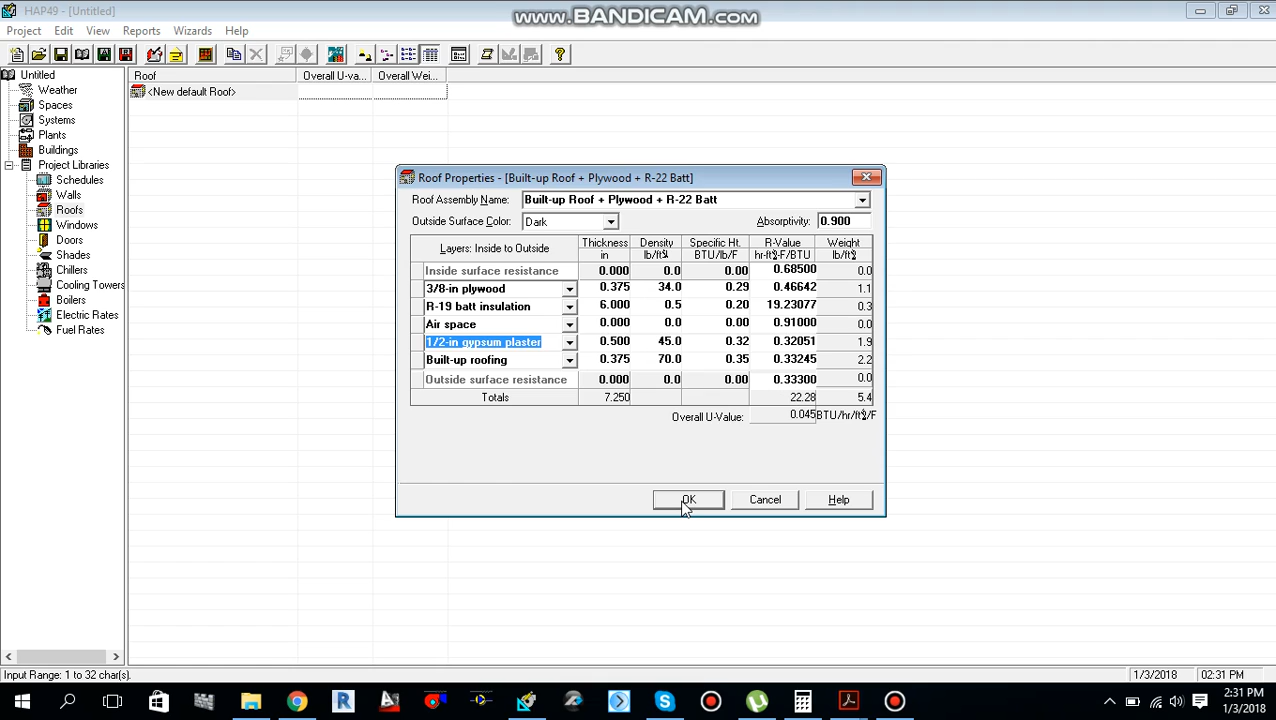 HAP49 - [Untitled]
www.BANDICAM.com
Project Edit View Reports Wizards Help
Untitled
Weather
Spaces
Systems
Plants
Buildings
Project Libraries
Schedules
Walls
Roofs
Windows
Doors
Shades
Chillers
Cooling Towers
Boilers
Electric Rates
Fuel Rates
Roof Overall U-va... Overall Wei...
<New default Roof>
Roof Properties - [Built-up Roof + Plywood + R-22 Batt]
Roof Assembly Name: Built-up Roof + Plywood + R-22 Batt
Outside Surface Color: Dark Absorptivity: 0.900
Layers: Inside to Outside Thickness in Density lb/ft³ Specific Ht. BTU/lb/F R-Value hr-ft²-F/BTU Weight lb/ft²
Inside surface resistance 0.000 0.0 0.00 0.68500 0.0
3/8-in plywood 0.375 34.0 0.29 0.46642 1.1
R-19 batt insulation 6.000 0.5 0.20 19.23077 0.3
Air space 0.000 0.0 0.00 0.91000 0.0
1/2-in gypsum plaster 0.500 45.0 0.32 0.32051 1.9
Built-up roofing 0.375 70.0 0.35 0.33245 2.2
Outside surface resistance 0.000 0.0 0.00 0.33300 0.0
Totals 7.250 22.28 5.4
Overall U-Value: 0.045 BTU/hr/ft²/F
OK Cancel Help
Input Range: 1 to 32 char(s). 1/3/2018 02:31 PM
2:31 PM
1/3/2018